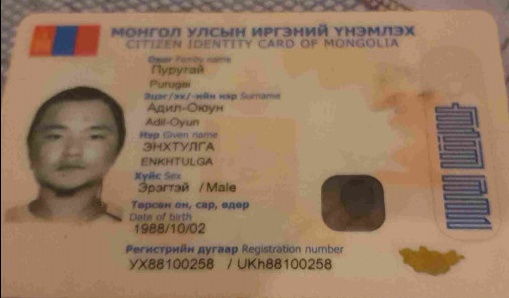 МОНГОЛ УЛСЫН ИРГЭНИЙ ҮНЭМЛЭХ
CITIZEN IDENTITY CARD OF MONGOLIA
Овог Family name
Пуругай
Purugai
Эцэг/эх/-ийн нэр Surname
Адил-Оюун
Adil-Oyun
Нэр Given name
ЭНХТУЛГА
ENKHTULGA
Хүйс Sex
Эрэгтэй / Male
Төрсөн он, сар, өдөр
Date of birth
1988/10/02
Регистрийн дугаар Registration number
УХ88100258 / UKh88100258